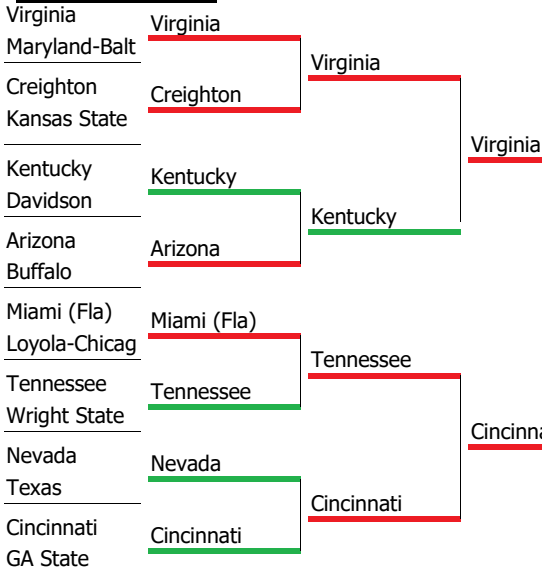 Virginia
Maryland-Balt
Creighton
Kansas State
Kentucky
Davidson
Arizona
Buffalo
Miami (Fla)
Loyola-Chicag
Tennessee
Wright State
Nevada
Texas
Cincinnati
GA State
Virginia
Creighton
Kentucky
Arizona
Miami (Fla)
Tennessee
Nevada
Cincinnati
Virginia
Kentucky
Tennessee
Cincinnati
Virginia
Cincinna